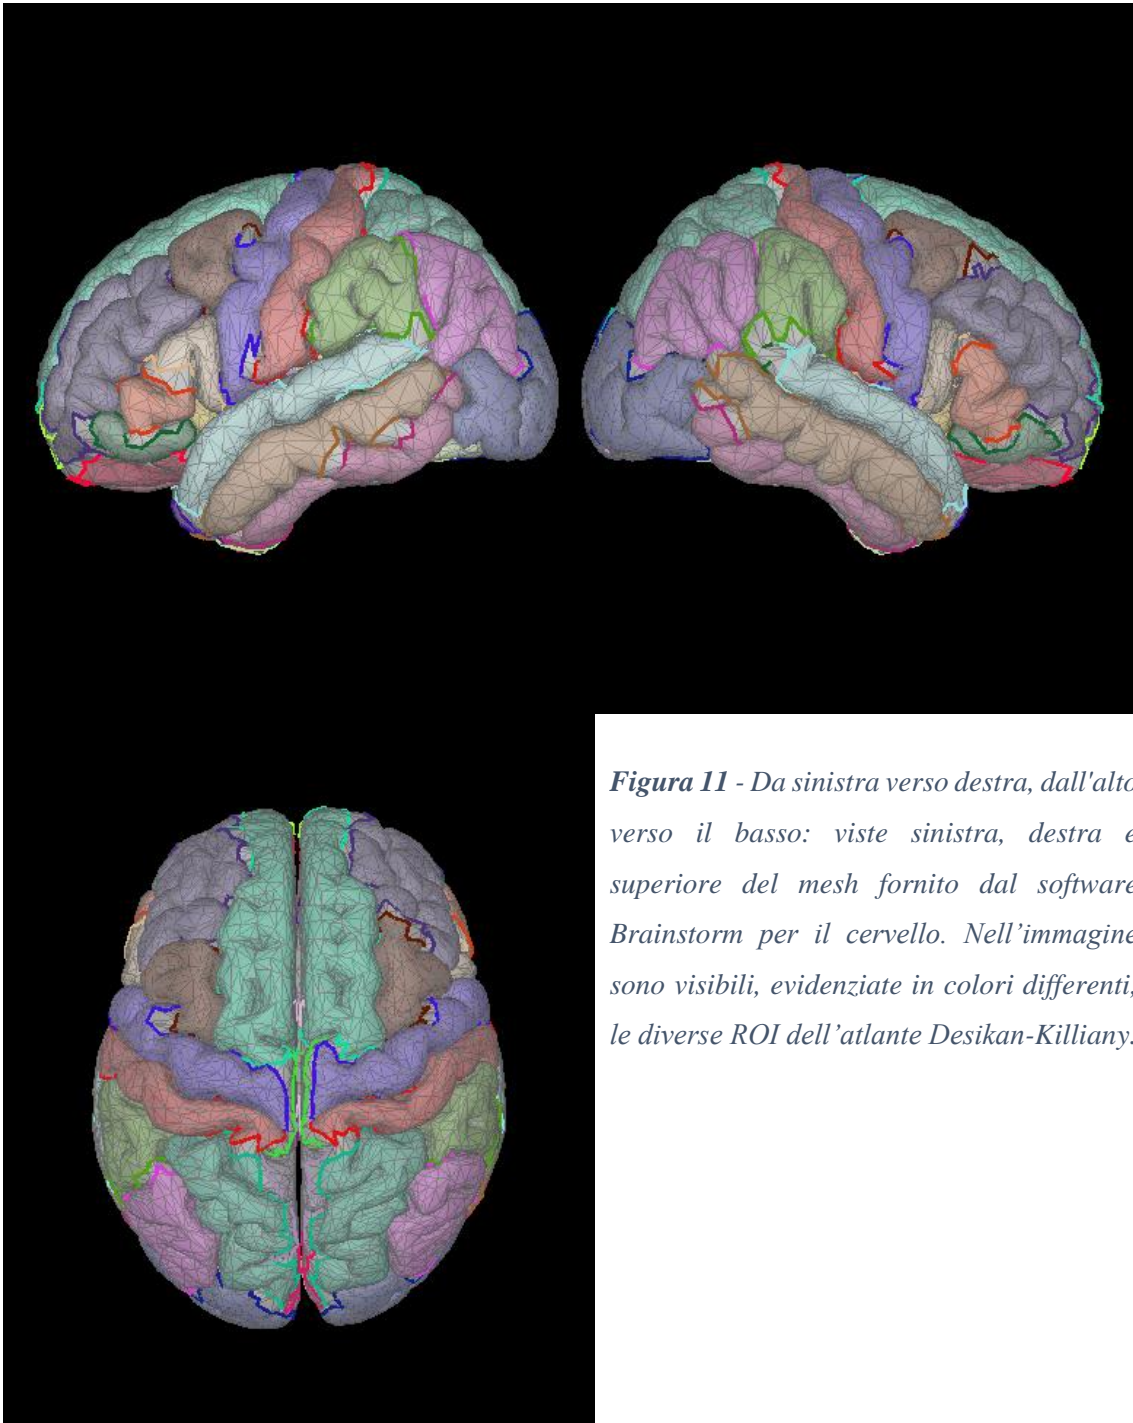 Figura 11 - Da sinistra verso destra, dall'alto
verso il basso: viste sinistra, destra e
superiore del mesh fornito dal software
Brainstorm per il cervello. Nell’immagine
sono visibili, evidenziate in colori differenti,
le diverse ROI dell’atlante Desikan-Killiany.